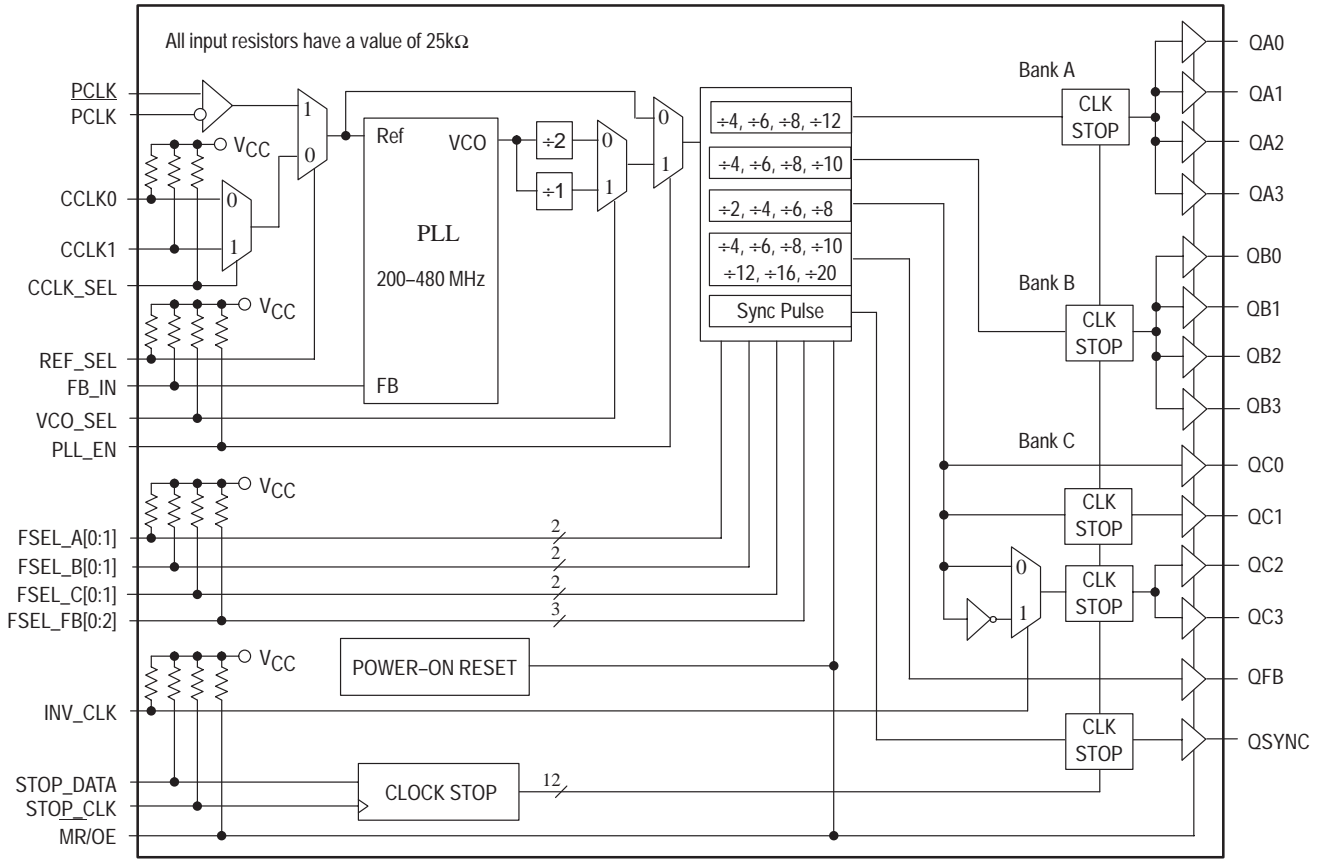 All input resistors have a value of 25kΩ
PCLK
PCLK
VCC
CCLK0
CCLK1
CCLK_SEL
VCC
REF_SEL
FB_IN
VCO_SEL
PLL_EN
VCC
FSEL_A[0:1]
FSEL_B[0:1]
FSEL_C[0:1]
FSEL_FB[0:2]
VCC
INV_CLK
STOP_DATA
STOP_CLK
MR/OE
1
0
0
1
Ref
VCO
PLL
200–480 MHz
FB
÷2
÷1
0
1
0
1
÷4, ÷6, ÷8, ÷12
÷4, ÷6, ÷8, ÷10
÷2, ÷4, ÷6, ÷8
÷4, ÷6, ÷8, ÷10
÷12, ÷16, ÷20
Sync Pulse
2
2
2
3
POWER–ON RESET
CLOCK STOP
12
Bank A
CLK
STOP
Bank B
CLK
STOP
Bank C
CLK
STOP
0
1
CLK
STOP
CLK
STOP
QA0
QA1
QA2
QA3
QB0
QB1
QB2
QB3
QC0
QC1
QC2
QC3
QFB
QSYNC